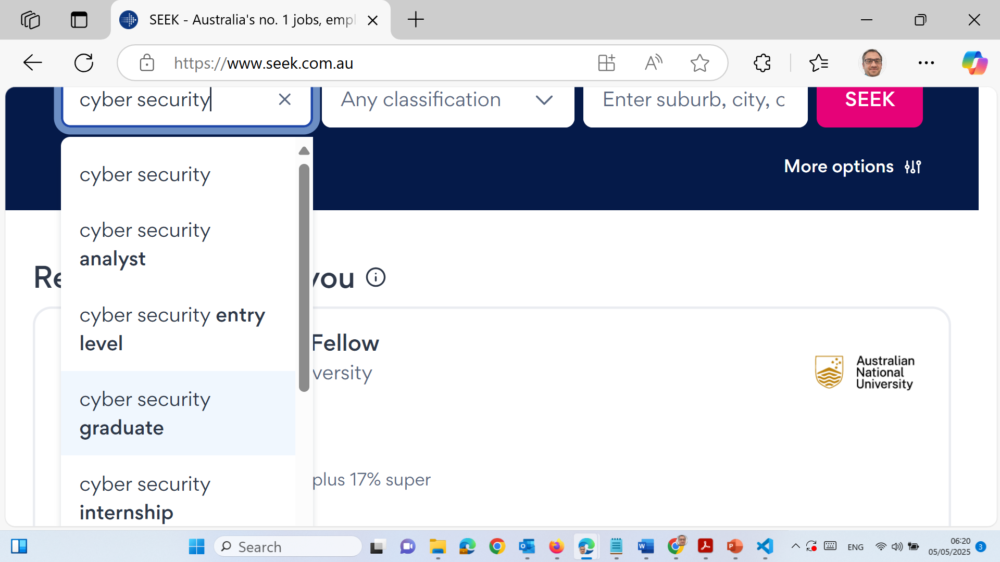 SEEK - Australia's no. 1 jobs, empl
https://www.seek.com.au
cyber security
Any classification
Enter suburb, city, c
SEEK
More options
cyber security
cyber security
analyst
cyber security entry
level
cyber security
graduate
cyber security
internship
Re
you
Fellow
versity
plus 17% super
Australian
National
University
Search
ENG
06:20
05/05/2025
3